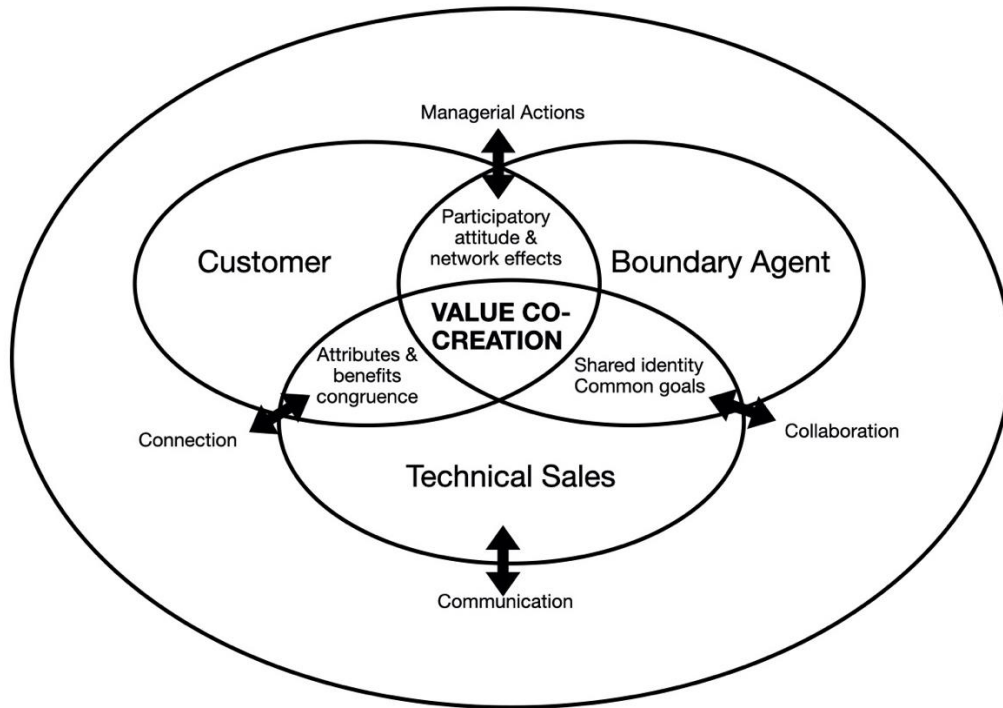 Managerial Actions
Participatory
attitude &
network effects
Customer
Boundary Agent
VALUE CO-
CREATION
Attributes &
benefits
congruence
Shared identity
Common goals
Connection
Collaboration
Technical Sales
Communication